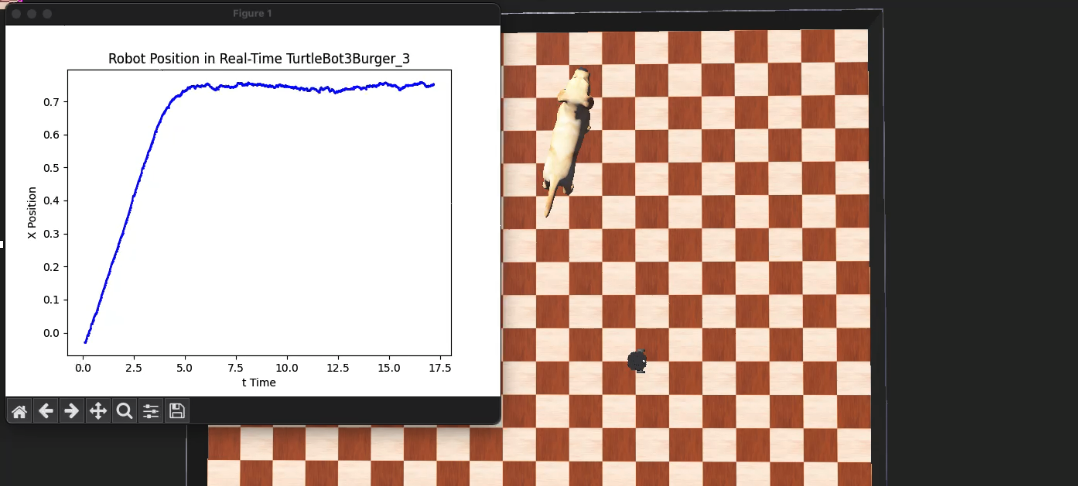 Figure 1
Robot Position in Real-Time TurtleBot3Burger_3
X Position
0.7
0.6
0.5
0.4
0.3
0.2
0.1
0.0
0.0 2.5 5.0 7.5 10.0 12.5 15.0 17.5
t Time